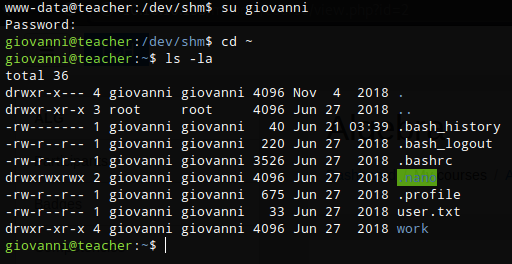 www-data@teacher:/dev/shm$ su giovanni
Password:
giovanni@teacher:/dev/shm$ cd ~
giovanni@teacher:~$ ls -la
total 36
drwxr-x--- 4 giovanni giovanni 4096 Nov  4  2018 .
drwxr-xr-x 3 root     root     4096 Jun 27  2018 ..
-rw------- 1 giovanni giovanni   40 Jun 21 03:39 .bash_history
-rw-r--r-- 1 giovanni giovanni  220 Jun 27  2018 .bash_logout
-rw-r--r-- 1 giovanni giovanni 3526 Jun 27  2018 .bashrc
drwxrwxrwx 2 giovanni giovanni 4096 Jun 27  2018 .nano
-rw-r--r-- 1 giovanni giovanni  675 Jun 27  2018 .profile
-rw-r--r-- 1 giovanni giovanni   33 Jun 27  2018 user.txt
drwxr-xr-x 4 giovanni giovanni 4096 Jun 27  2018 work
giovanni@teacher:~$